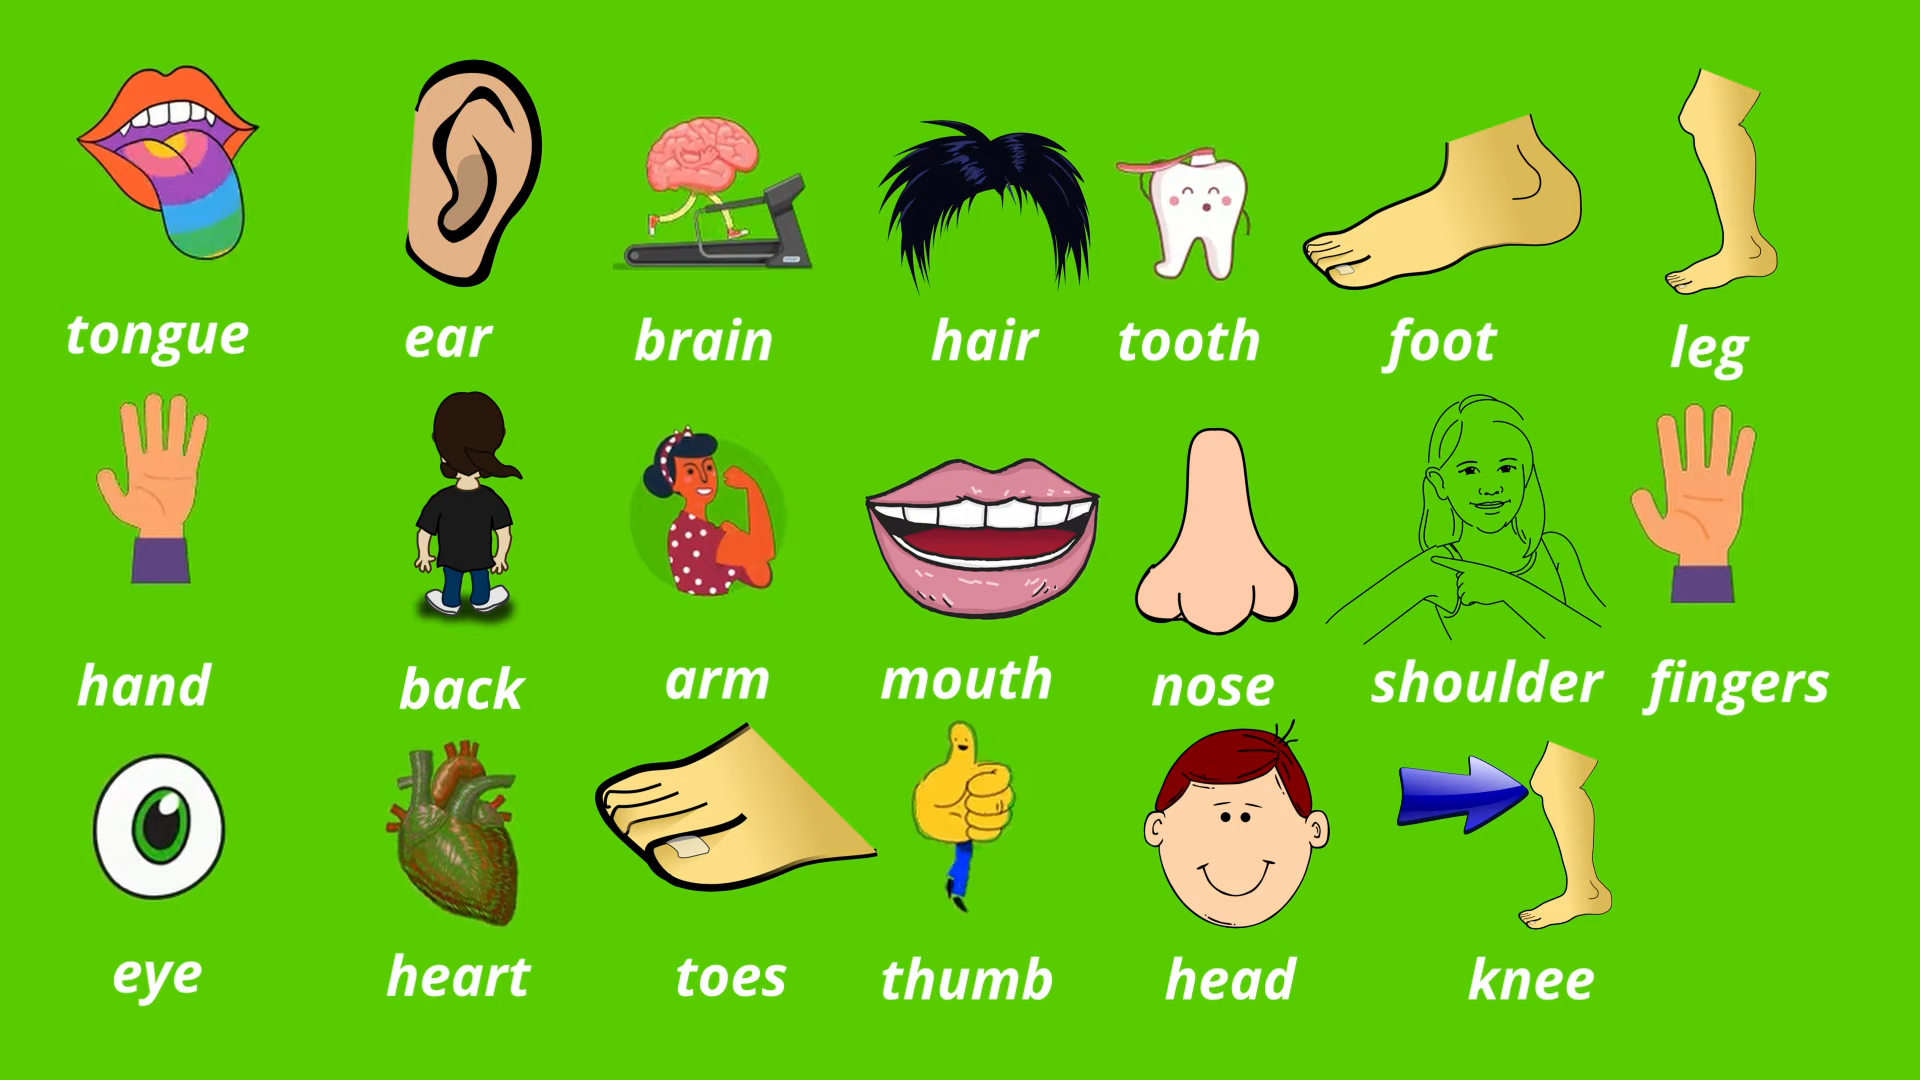 tongue ear brain hair tooth foot leg
hand back arm mouth nose shoulder fingers
eye heart toes thumb head knee